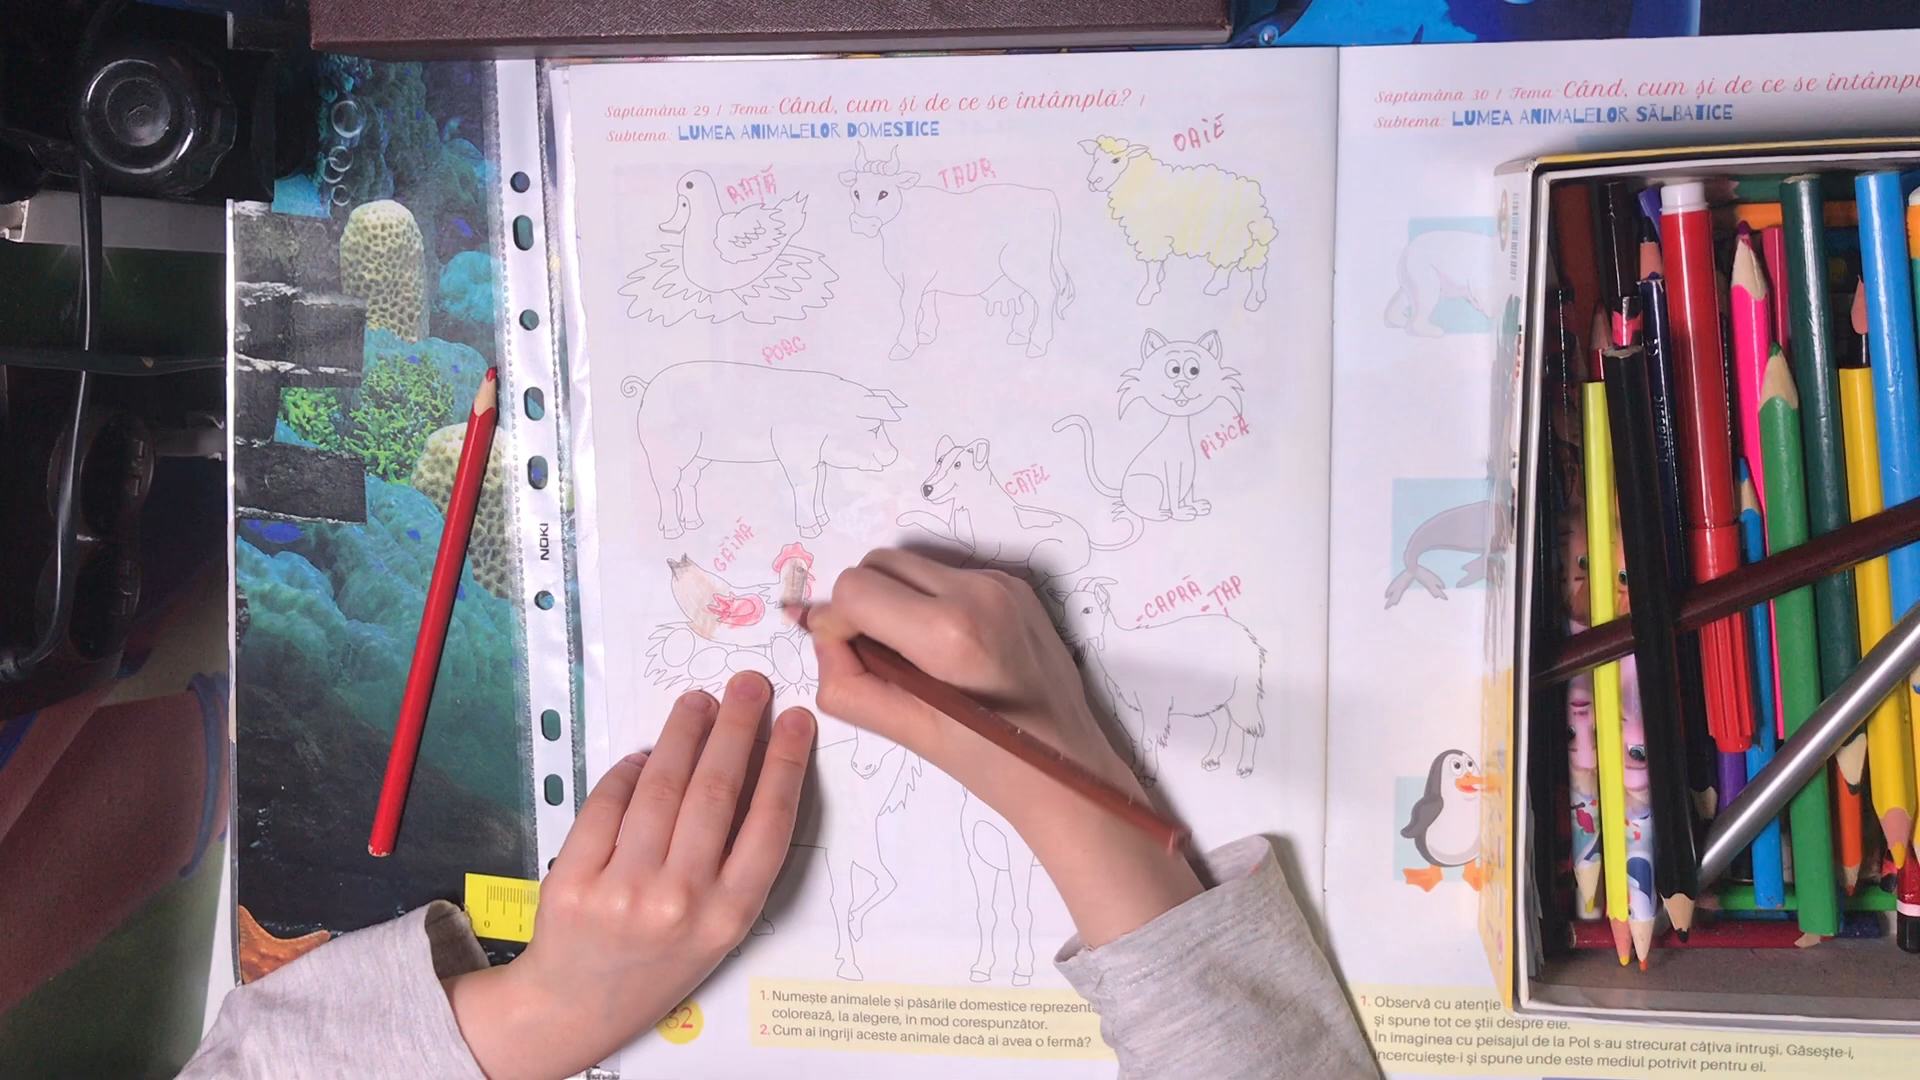 Săptămâna 29 / Tema: Când, cum și de ce se întâmplă?
Subtema: LUMEA ANIMALELOR DOMESTICE
RAȚĂ
TAUR
OAIE
PORC
PISICĂ
CĂȚEL
GĂINĂ
-CAPRĂ
-ȚAP
NOKI
0 1
32
1. Numește animalele și păsările domestice
colorează, la alegere, în mod corespunzător.
2. Cum ai îngriji aceste animale dacă ai avea o fermă?
Săptămâna 30 / Tema: Când, cum și de ce se
Subtema: LUMEA ANIMALELOR SĂLBATICE
1. Observă cu atenție
și spune tot ce știi despre ele.
În imaginea cu peisajul de la Pol s-au strecurat câțiva intruși. Găsește-i,
încercuiește-i și spune unde este mediul potrivit pentru ei.